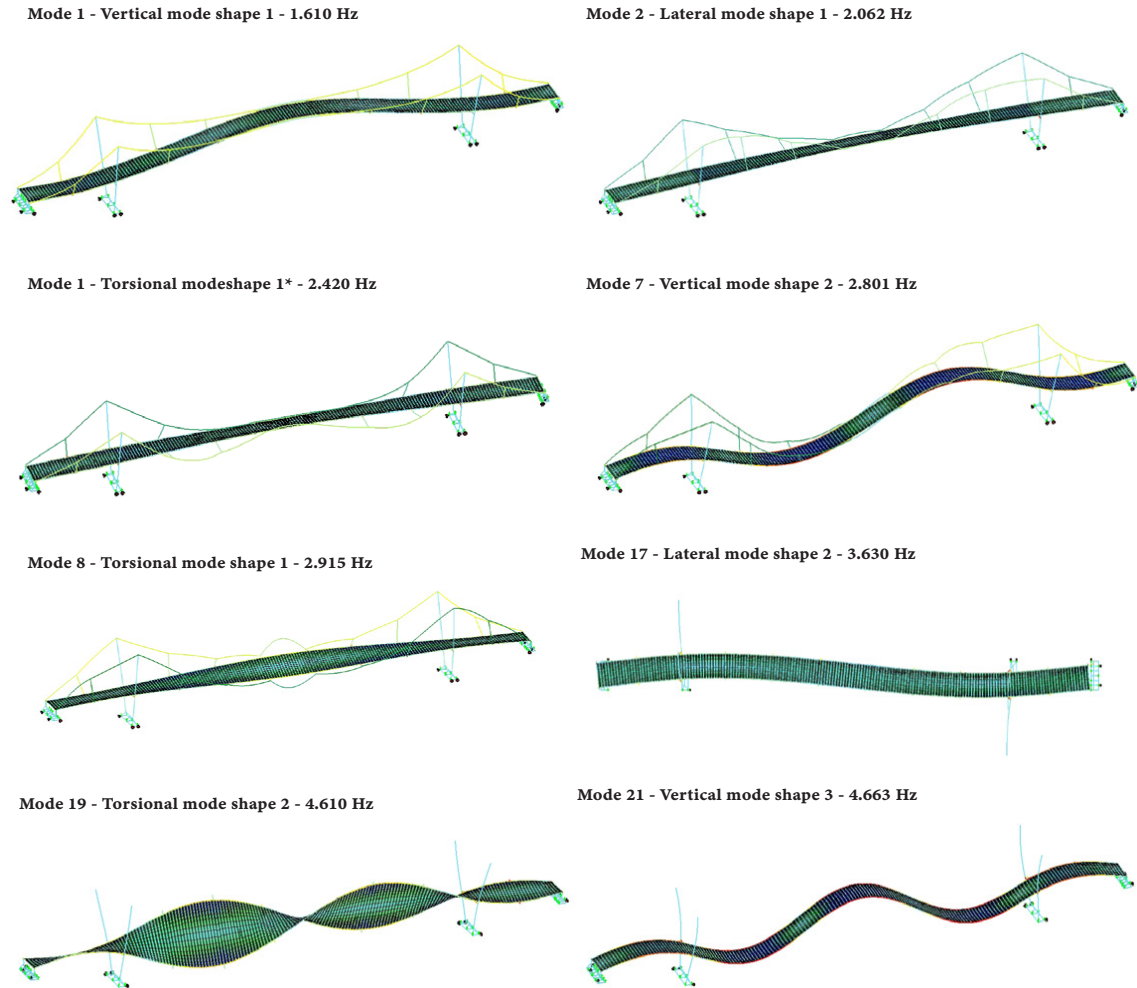 Mode 1 - Vertical mode shape 1 - 1.610 Hz
Mode 2 - Lateral mode shape 1 - 2.062 Hz
Mode 1 - Torsional modeshape 1* - 2.420 Hz
Mode 7 - Vertical mode shape 2 - 2.801 Hz
Mode 8 - Torsional mode shape 1 - 2.915 Hz
Mode 17 - Lateral mode shape 2 - 3.630 Hz
Mode 19 - Torsional mode shape 2 - 4.610 Hz
Mode 21 - Vertical mode shape 3 - 4.663 Hz